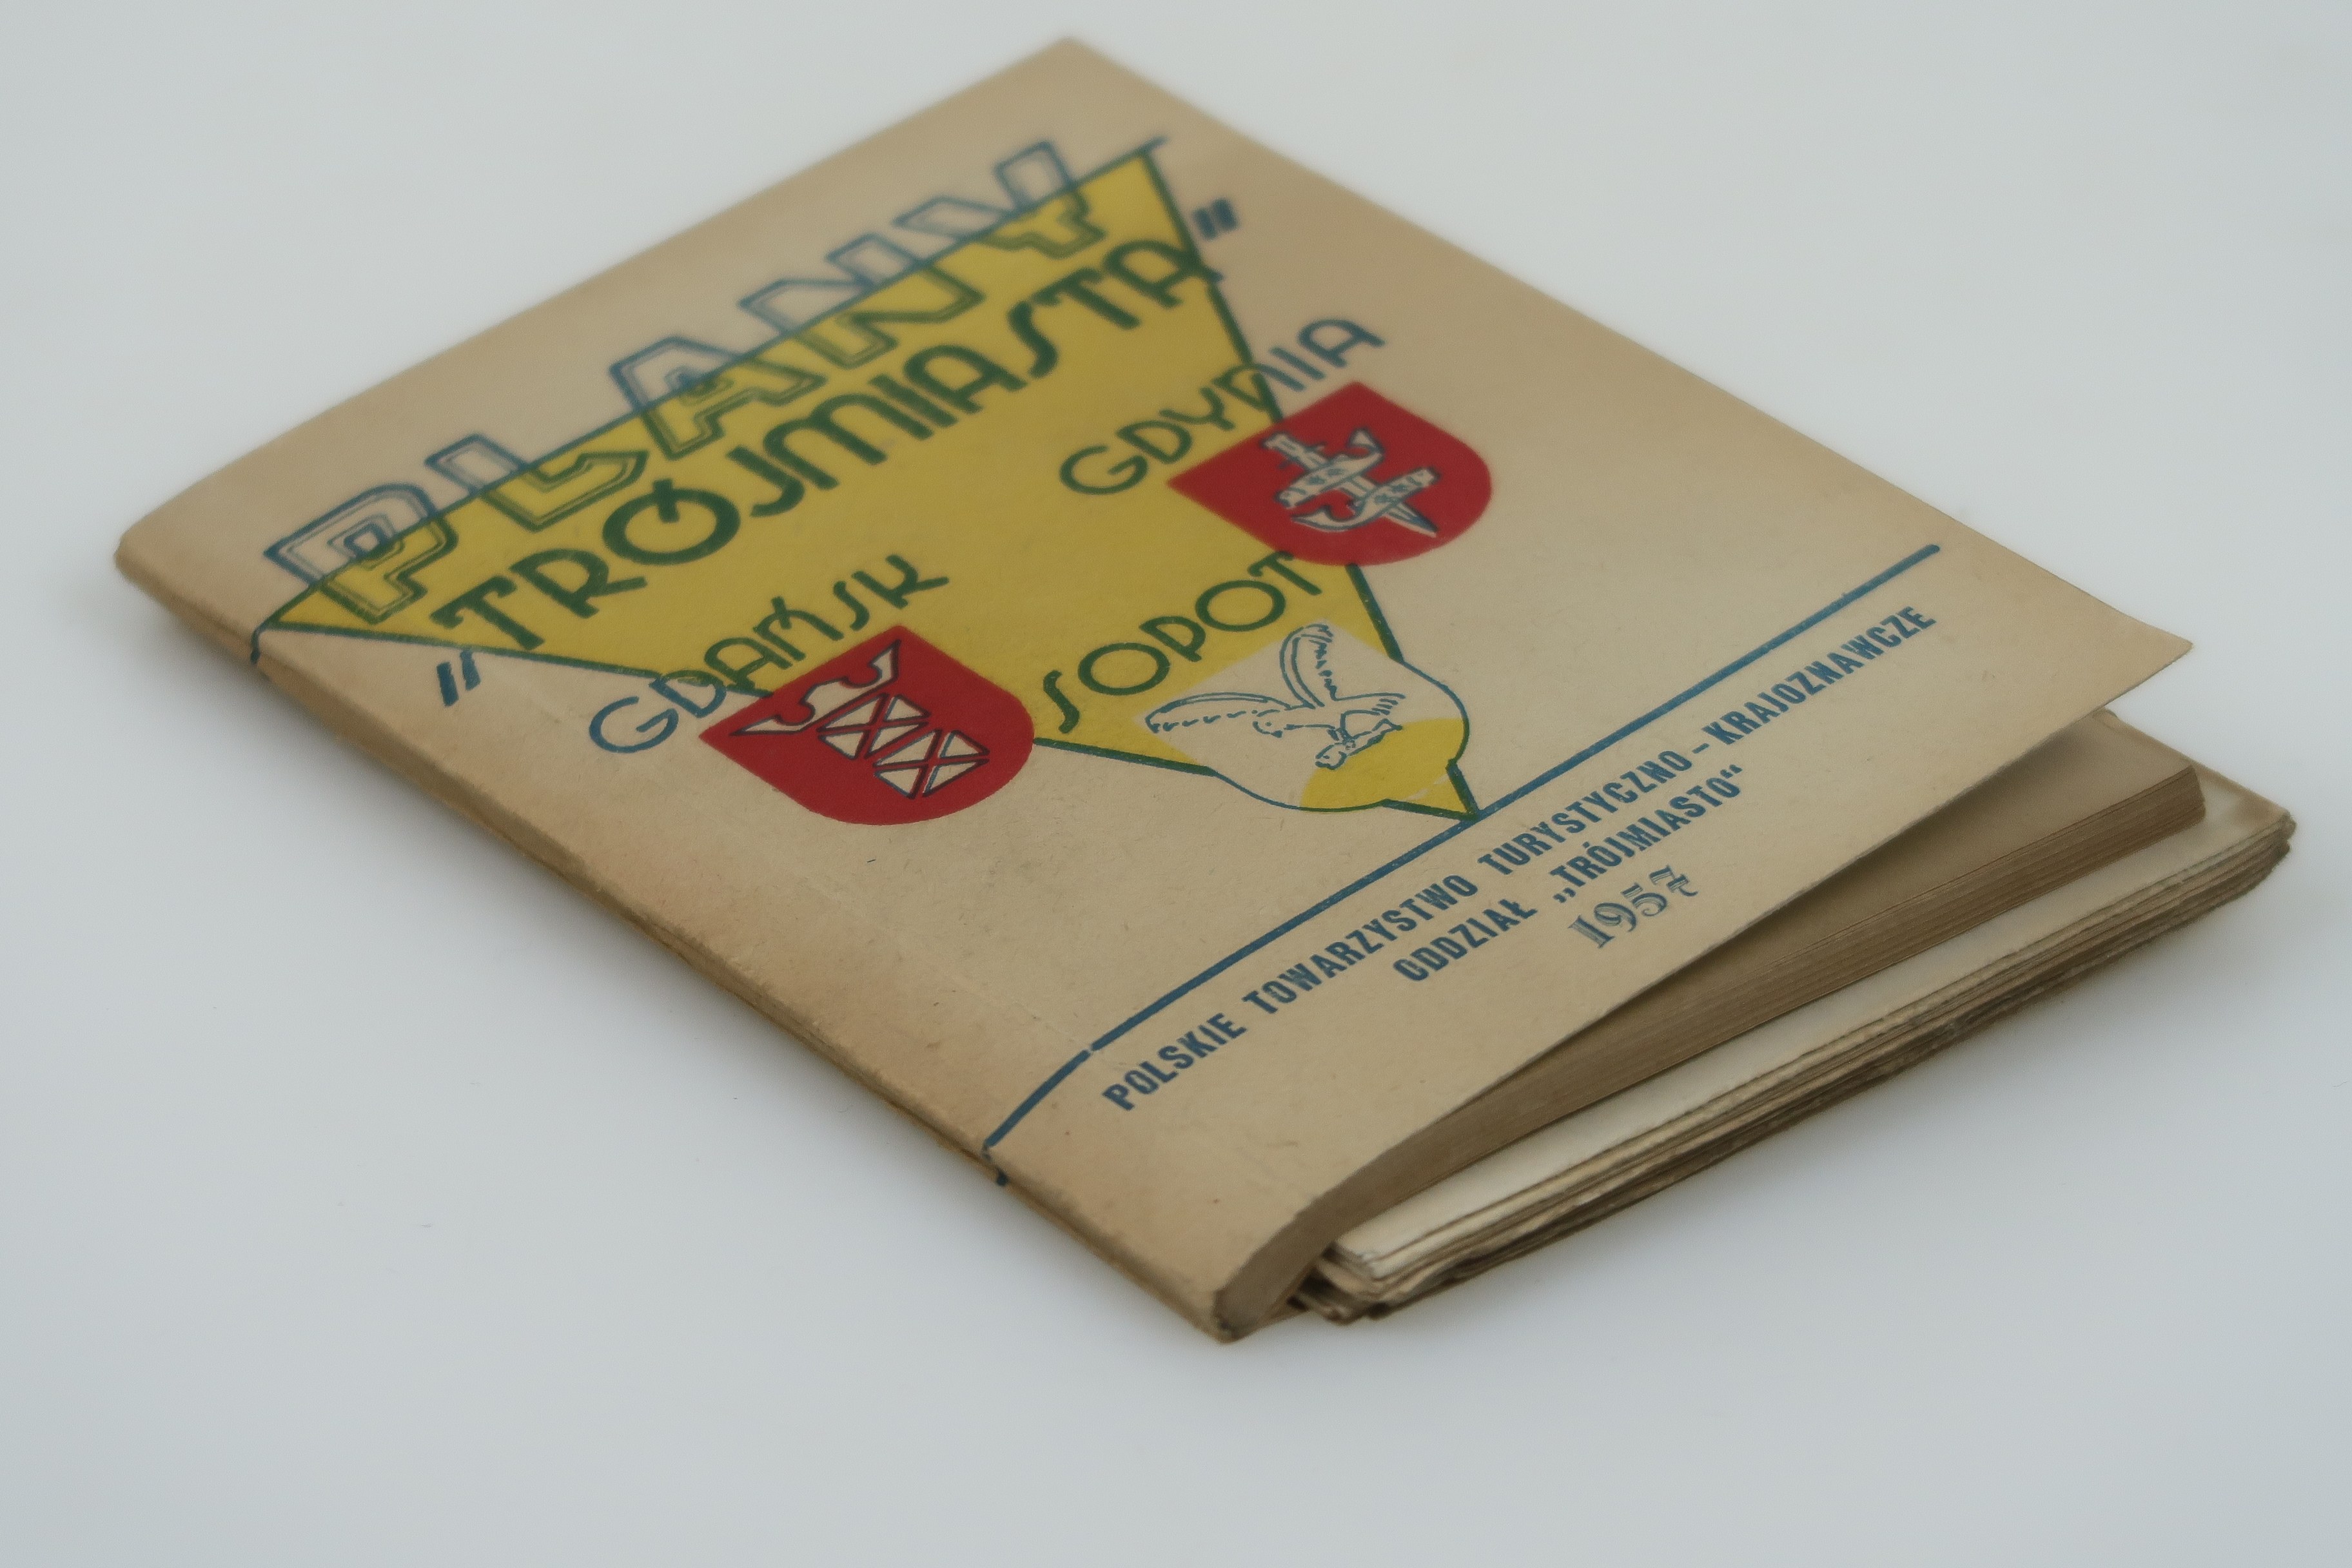 PLANY
"TRÓJMIASTA"
GDAŃSK
SOPOT
GDYNIA
POLSKIE TOWARZYSTWO TURYSTYCZNO-KRAJOZNAWCZE
ODDZIAŁ „TRÓJMIASTO“
1957